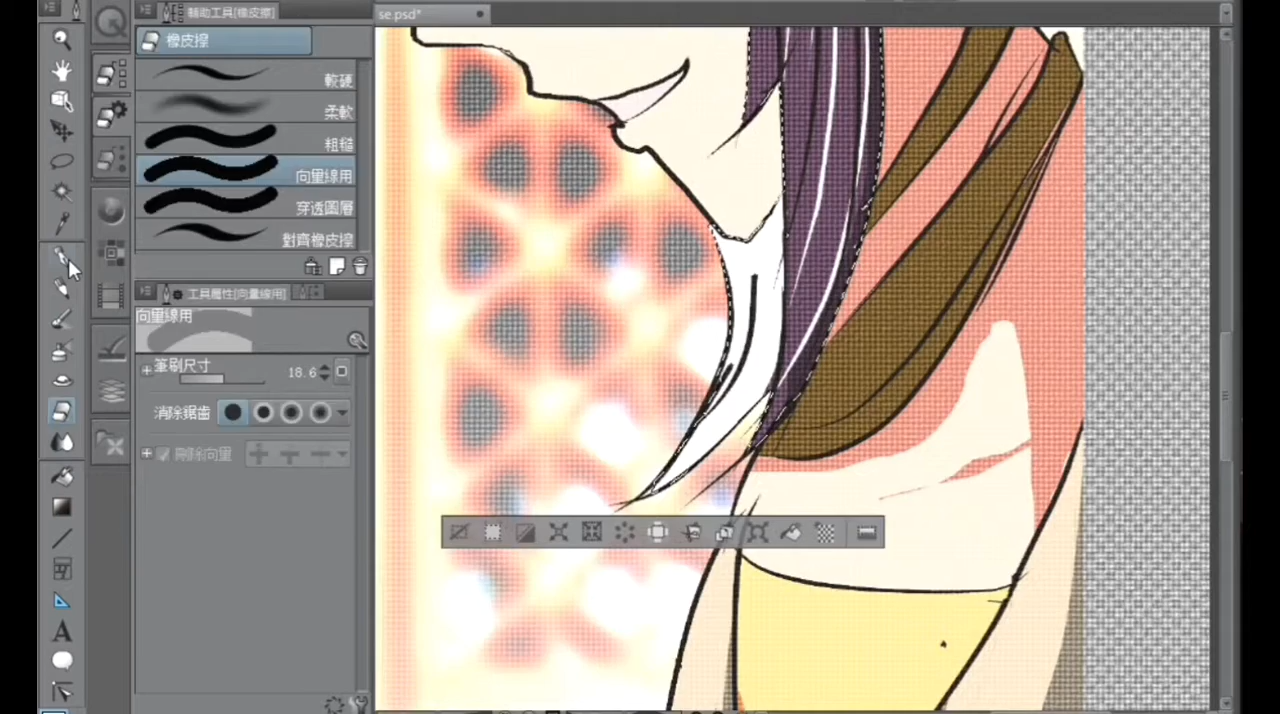 輔助工具[橡皮擦]
se.psd*
橡皮擦
軟硬
柔軟
粗糙
向量線用
穿透圖層
對齊橡皮擦
工具屬性[向量線用]
向量線用
筆刷尺寸 18.6
消除鋸齒
刪除向量